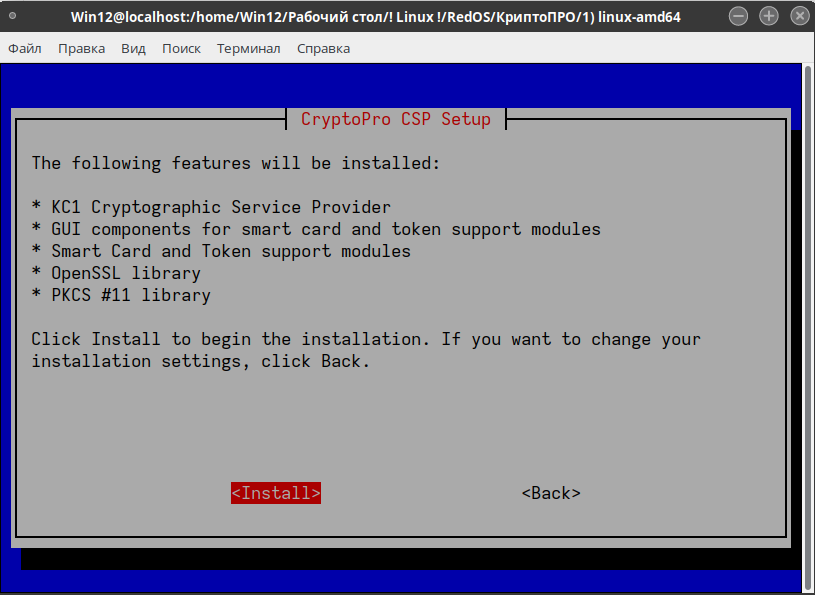 Win12@localhost:/home/Win12/Рабочий стол/! Linux !/RedOS/КриптоПРО/1) linux-amd64
Файл Правка Вид Поиск Терминал Справка
CryptoPro CSP Setup
The following features will be installed:
* KC1 Cryptographic Service Provider
* GUI components for smart card and token support modules
* Smart Card and Token support modules
* OpenSSL library
* PKCS #11 library
Click Install to begin the installation. If you want to change your
installation settings, click Back.
<Install> <Back>